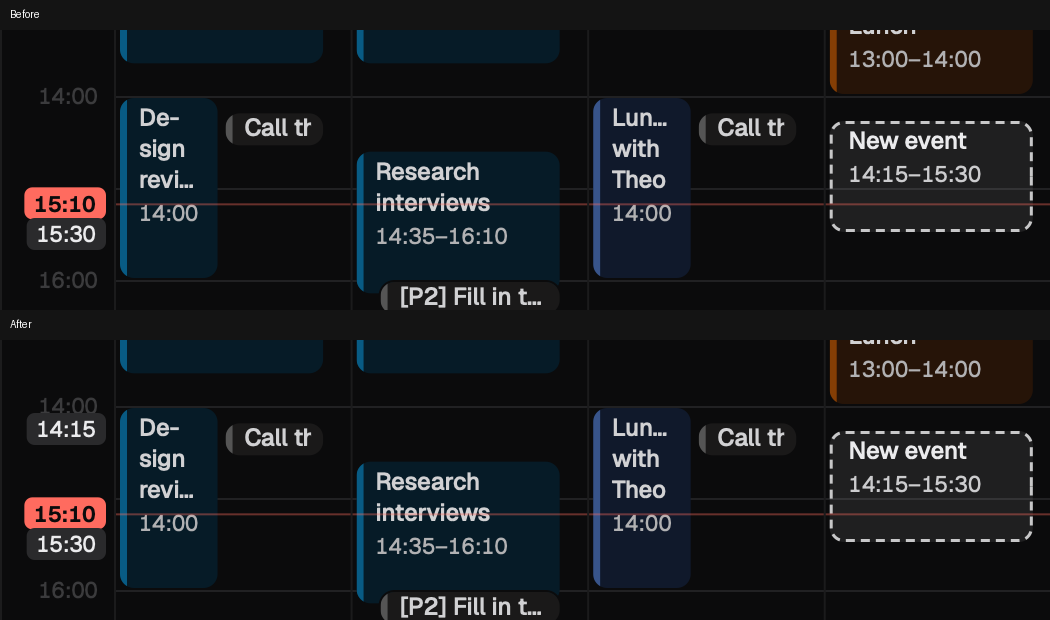 Before
Lunch
13:00–14:00
14:00
De-
sign
revi...
14:00
Call th
Research
interviews
14:35–16:10
[P2] Fill in t...
Lun...
with
Theo
14:00
Call th
New event
14:15–15:30
15:10
15:30
16:00
After
Lunch
13:00–14:00
14:00
14:15
De-
sign
revi...
14:00
Call th
Research
interviews
14:35–16:10
[P2] Fill in t...
Lun...
with
Theo
14:00
Call th
New event
14:15–15:30
15:10
15:30
16:00